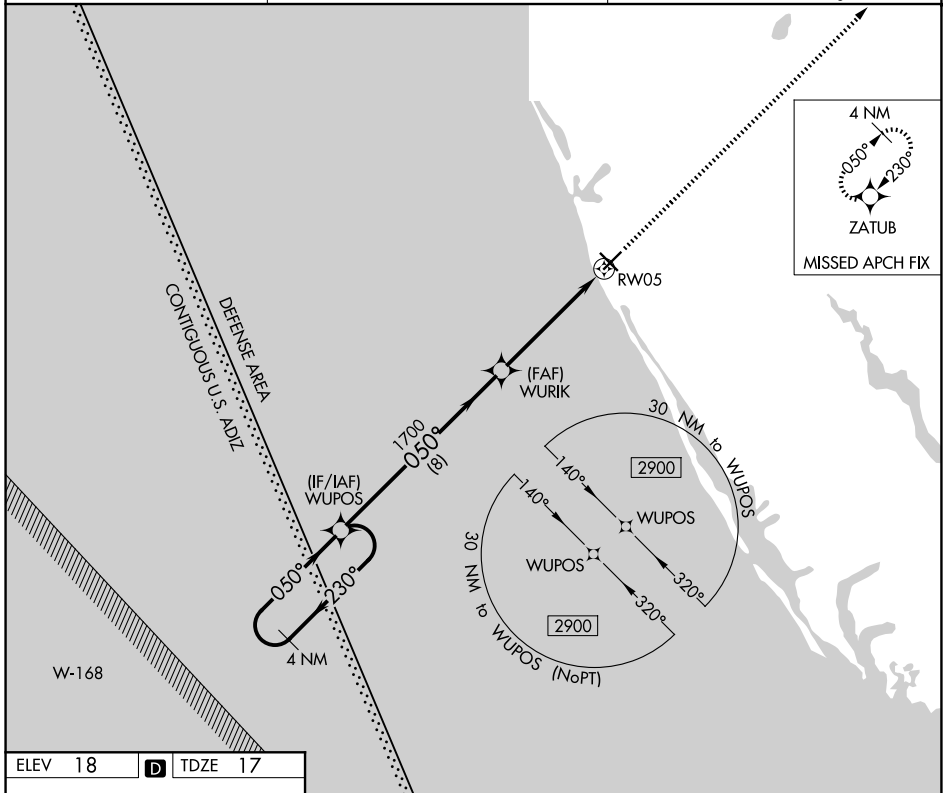 4 NM
050°
230°
ZATUB
MISSED APCH FIX
RW05
DEFENSE AREA
CONTIGUOUS U.S. ADIZ
(FAF)
WURIK
1700
050°
(8)
(IF/IAF)
WUPOS
050°
230°
4 NM
30 NM to WUPOS
2900
140°
WUPOS
320°
140°
WUPOS
320°
2900
30 NM to WUPOS (NoPT)
W-168
ELEV 18 D TDZE 17